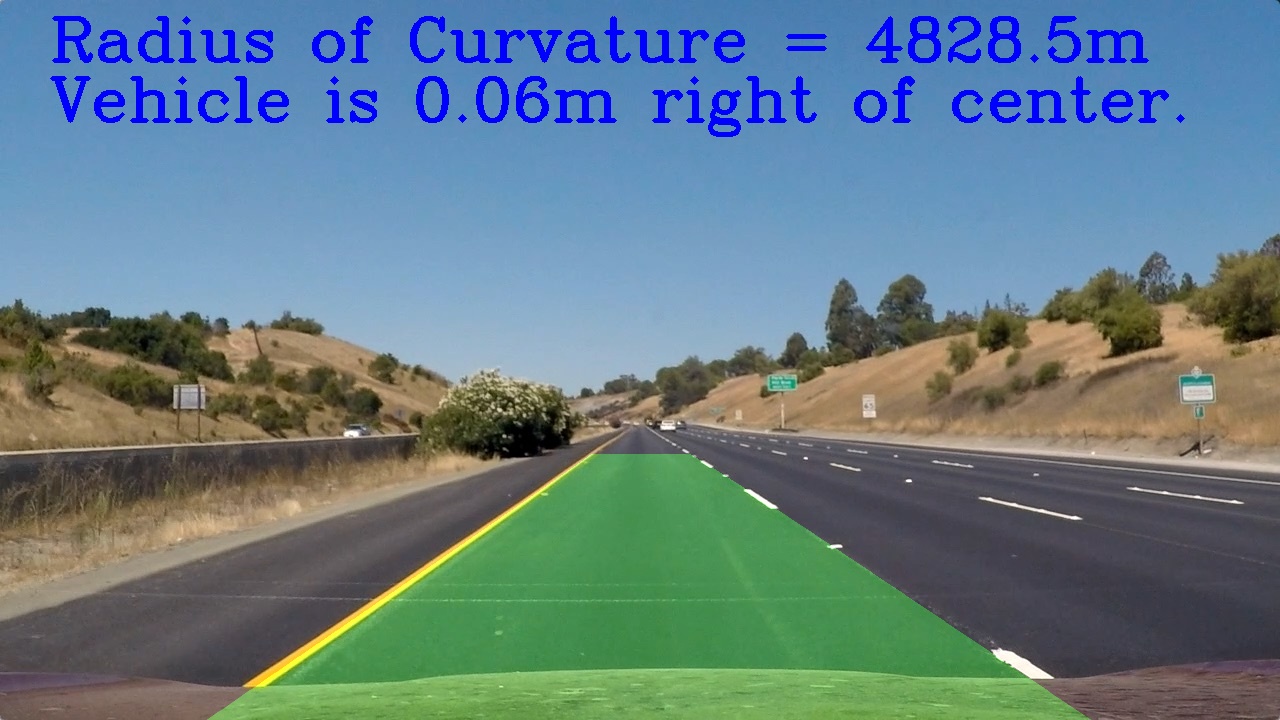 Radius of Curvature = 4828.5m
Vehicle is 0.06m right of center.